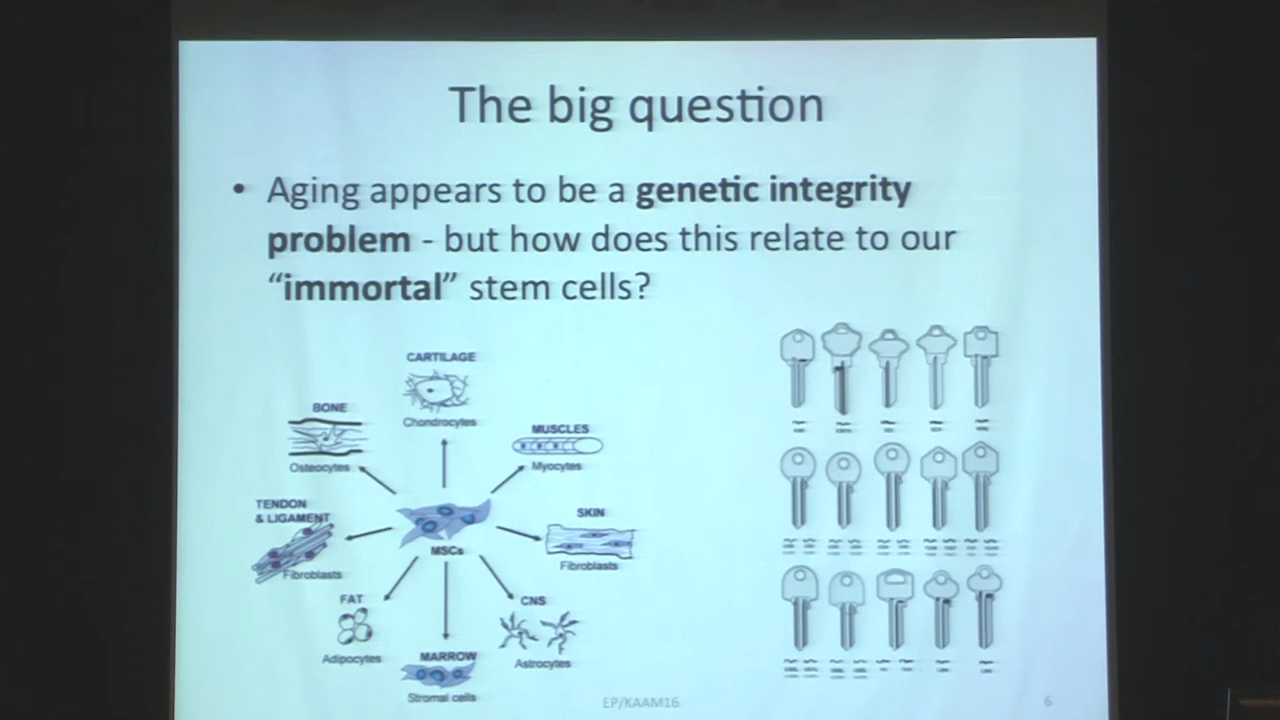 The big question
• Aging appears to be a genetic integrity
problem - but how does this relate to our
“immortal” stem cells?
CARTILAGE
Chondrocytes
BONE
Osteocytes
MUSCLES
Myocytes
TENDON
& LIGAMENT
Fibroblasts
MSCs
SKIN
Fibroblasts
FAT
Adipocytes
CNS
Astrocytes
MARROW
Stromal cells
EP/KAAM16
6